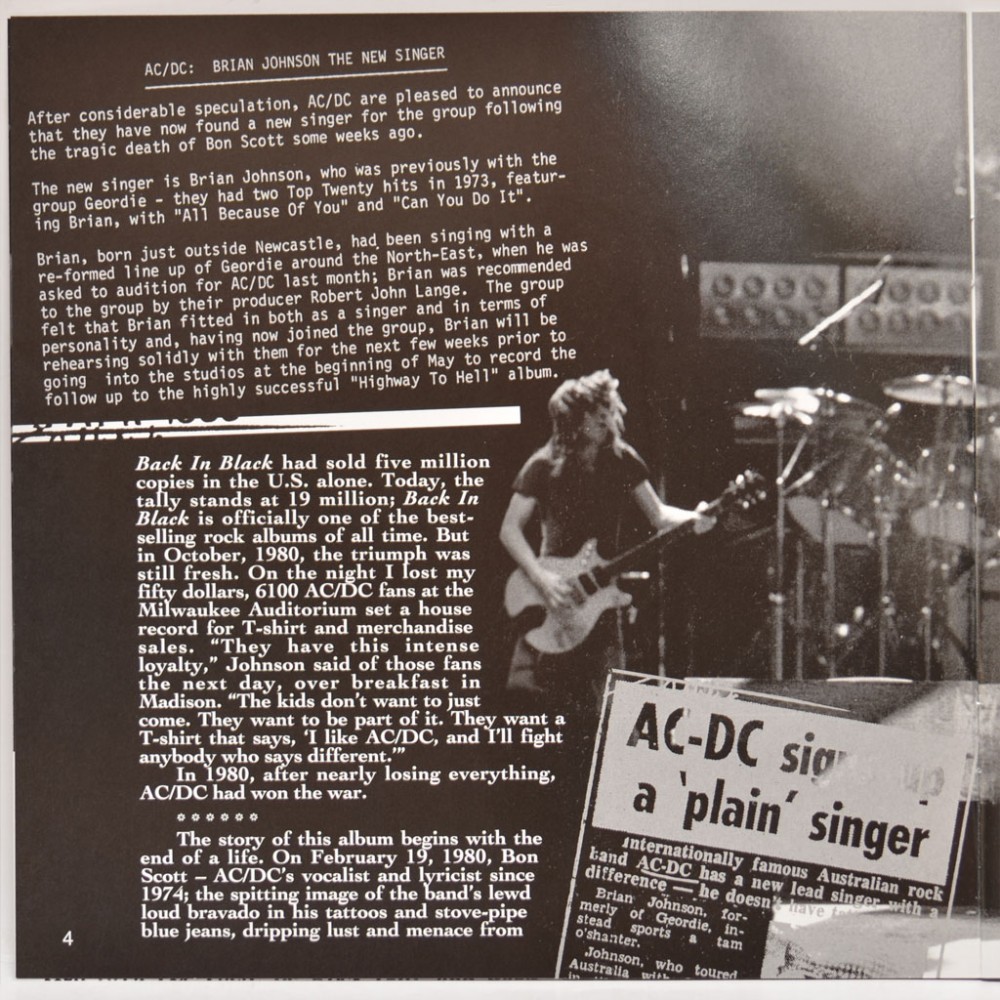 AC/DC: BRIAN JOHNSON THE NEW SINGER
After considerable speculation, AC/DC are pleased to announce
that they have now found a new singer for the group following
the tragic death of Bon Scott some weeks ago.
The new singer is Brian Johnson, who was previously with the
group Geordie - they had two Top Twenty hits in 1973, featur-
ing Brian, with "All Because Of You" and "Can You Do It".
Brian, born just outside Newcastle, had been singing with a
re-formed line up of Geordie around the North-East, when he was
asked to audition for AC/DC last month; Brian was recommended
to the group by their producer Robert John Lange. The group
felt that Brian fitted in both as a singer and in terms of
personality and, having now joined the group, Brian will be
rehearsing solidly with them for the next few weeks prior to
going into the studios at the beginning of May to record the
follow up to the highly successful "Highway To Hell" album.
Back In Black had sold five million
copies in the U.S. alone. Today, the
tally stands at 19 million; Back In
Black is officially one of the best-
selling rock albums of all time. But
in October, 1980, the triumph was
still fresh. On the night I lost my
fifty dollars, 6100 AC/DC fans at the
Milwaukee Auditorium set a house
record for T-shirt and merchandise
sales. “They have this intense
loyalty,” Johnson said of those fans
the next day, over breakfast in
Madison. “The kids don’t want to just
come. They want to be part of it. They want a
T-shirt that says, ‘I like AC/DC, and I’ll fight
anybody who says different.’”
In 1980, after nearly losing everything,
AC/DC had won the war.
The story of this album begins with the
end of a life. On February 19, 1980, Bon
Scott – AC/DC’s vocalist and lyricist since
1974; the spitting image of the band’s lewd
loud bravado in his tattoos and stove-pipe
blue jeans, dripping lust and menace from
4
AC-DC up
a ‘plain’ singer
Internationally famous Australian rock
band AC-DC has a new lead singer with a
difference — he doesn't have
Brian Johnson, for-
merly of Geordie, in-
stead sports a tam
o'shanter.
Johnson, who toured
Australia with